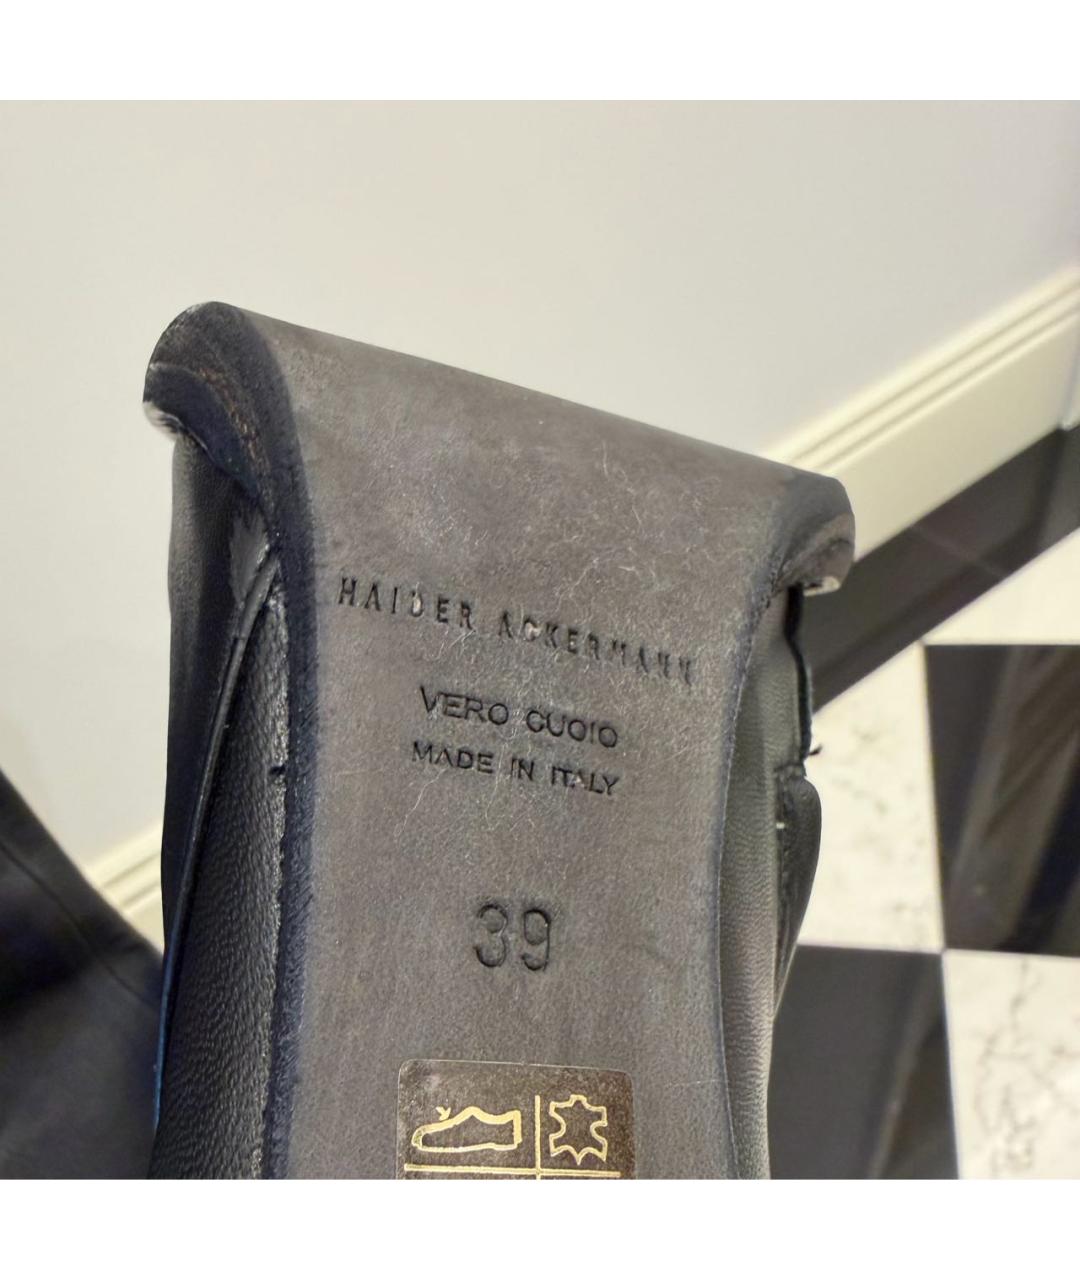 HAIDER ACKERMANN
VERO CUOIO
MADE IN ITALY
39